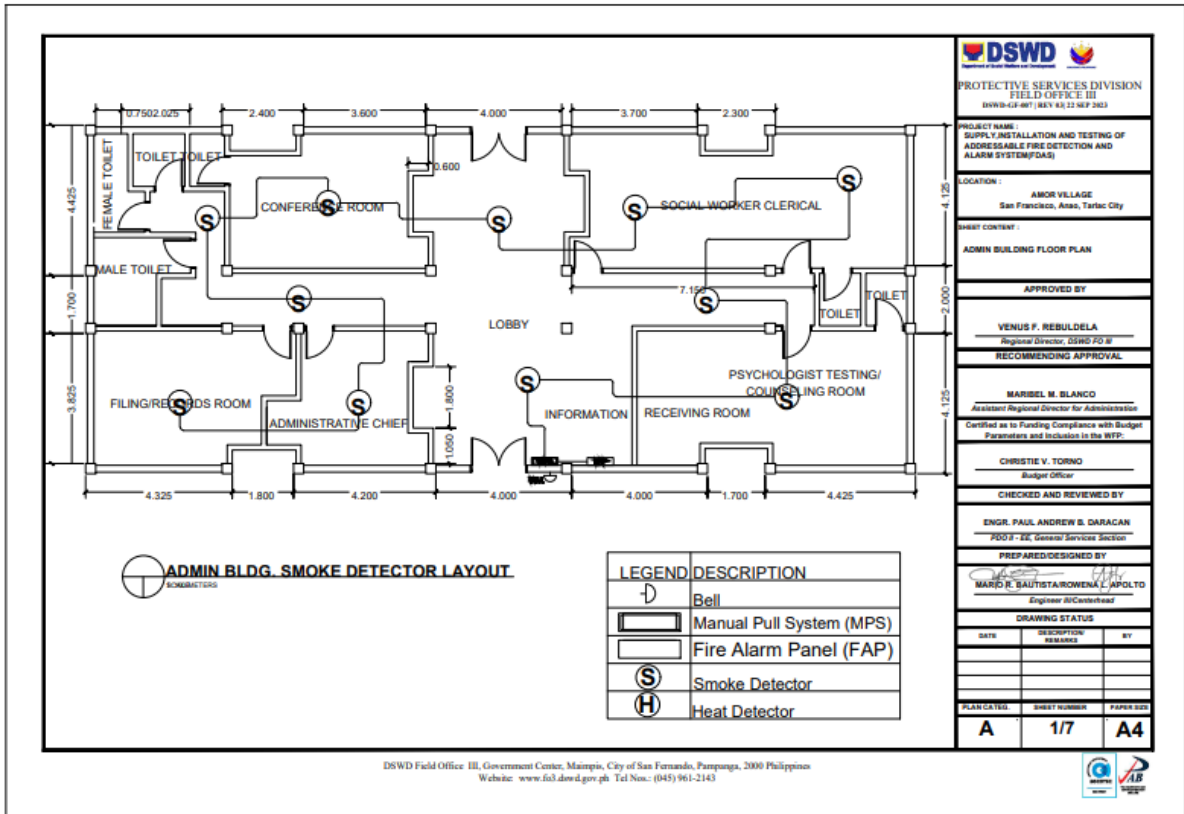 0.7502.025
2.400
3.600
4.000
3.700
2.300
4.425
1.700
3.825
FEMALE TOILET
TOILET
TOILET
0.600
CONFERENCE ROOM
SOCIAL WORKER CLERICAL
4.125
2.000
4.125
MALE TOILET
7.150
TOILET
TOILET
LOBBY
S
S
S
S
S
S
S
S
S
S
S
FILING/RECORDS ROOM
ADMINISTRATIVE CHIEF
1.800
1.050
INFORMATION
RECEIVING ROOM
PSYCHOLOGIST TESTING/
COUNSELING ROOM
4.325
1.800
4.200
4.000
4.000
1.700
4.425
ADMIN BLDG. SMOKE DETECTOR LAYOUT
LEGEND DESCRIPTION
Bell
Manual Pull System (MPS)
Fire Alarm Panel (FAP)
S Smoke Detector
H Heat Detector
DSWD
Department of Social Welfare and Development
PROTECTIVE SERVICES DIVISION
FIELD OFFICE III
DSWD-GF-007 | REV 03| 22 SEP 2023
PROJECT NAME :
SUPPLY,INSTALLATION AND TESTING OF
ADDRESSABLE FIRE DETECTION AND
ALARM SYSTEM(FDAS)
LOCATION :
AMOR VILLAGE
San Francisco, Anao, Tarlac City
SHEET CONTENT :
ADMIN BUILDING FLOOR PLAN
APPROVED BY
VENUS F. REBULDELA
Regional Director, DSWD FO III
RECOMMENDING APPROVAL
MARIBEL M. BLANCO
Assistant Regional Director for Administration
Certified as to Funding Compliance with Budget
Parameters and Inclusion in the WFP:
CHRISTIE V. TORNO
Budget Officer
CHECKED AND REVIEWED BY
ENGR. PAUL ANDREW B. DARACAN
PDO II - EE, General Services Section
PREPARED/DESIGNED BY
MARIO R. BAUTISTA/ROWENA L. APOLTO
Engineer III/Centerhead
DRAWING STATUS
DATE
DESCRIPTION/
REMARKS
BY
PLAN CATEG. SHEET NUMBER PAPER SIZE
A 1/7 A4
DSWD Field Office III, Government Center, Maimpis, City of San Fernando, Pampanga, 2000 Philippines
Website: www.fo3.dswd.gov.ph Tel Nos.: (045) 961-2143
PAB